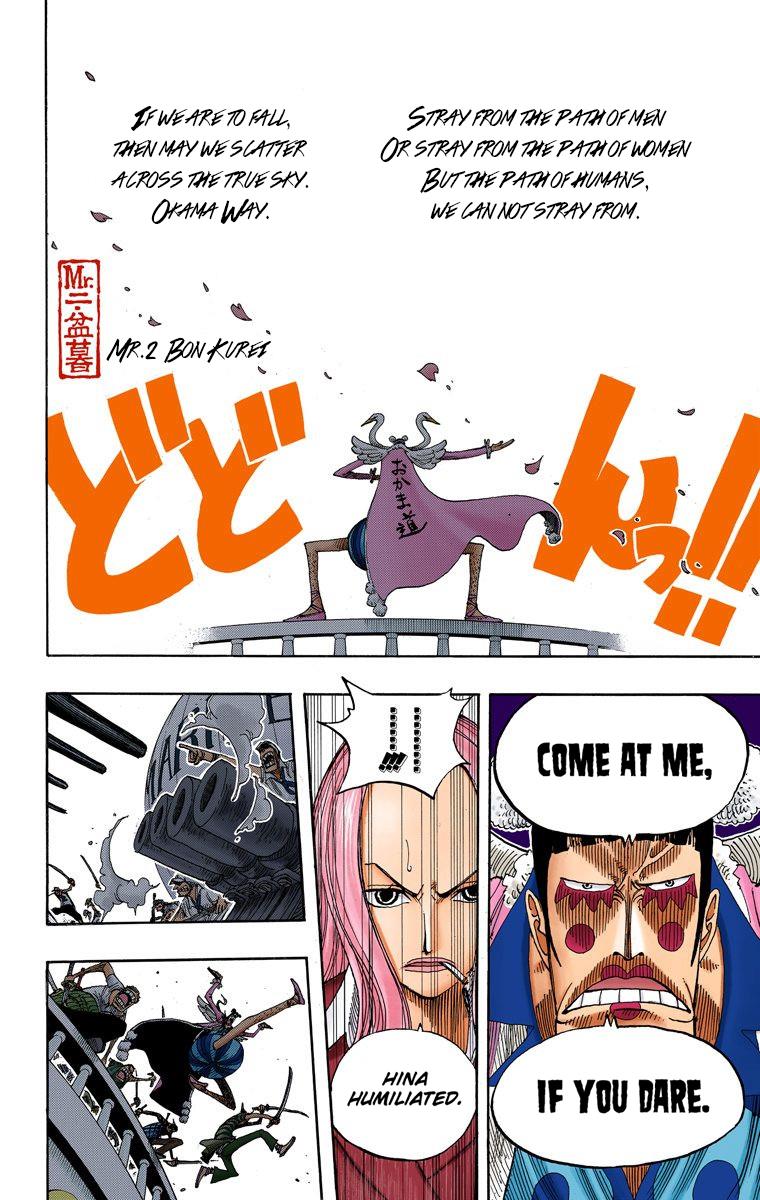 STRAY FROM THE PATH OF MEN
OR STRAY FROM THE PATH OF WOMEN
BUT THE PATH OF HUMANS,
WE CAN NOT STRAY FROM.
IF WE ARE TO FALL,
THEN MAY WE SCATTER
ACROSS THE TRUE SKY.
OKAMA WAY.
Mr.二・盆暮
MR.2 BON KUREI
どどんっ!!
おかま道
COME AT ME,
IF YOU DARE.
......!!!
HINA
HUMILIATED.